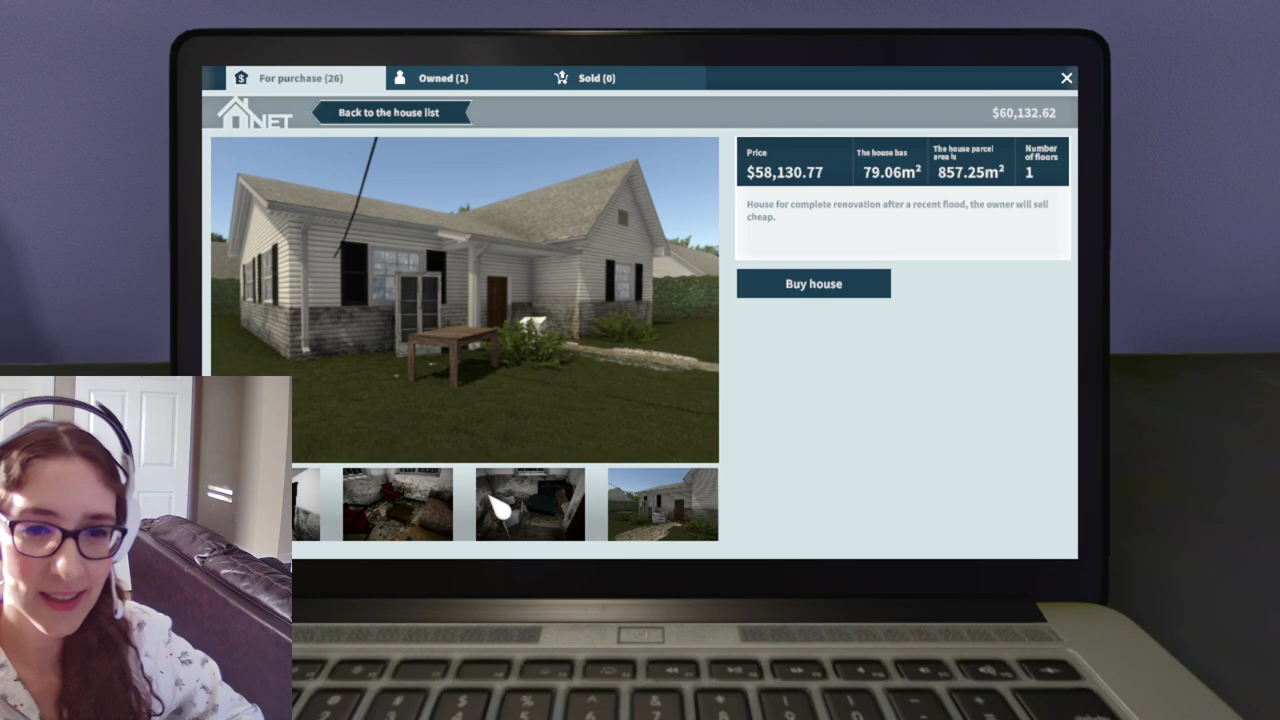 For purchase (26)
Owned (1)
Sold (0)
NET
Back to the house list
$60,132.62
Price
The house has
The house parcel
area is
Number
of floors
$58,130.77
79.06m²
857.25m²
1
House for complete renovation after a recent flood, the owner will sell
cheap.
Buy house